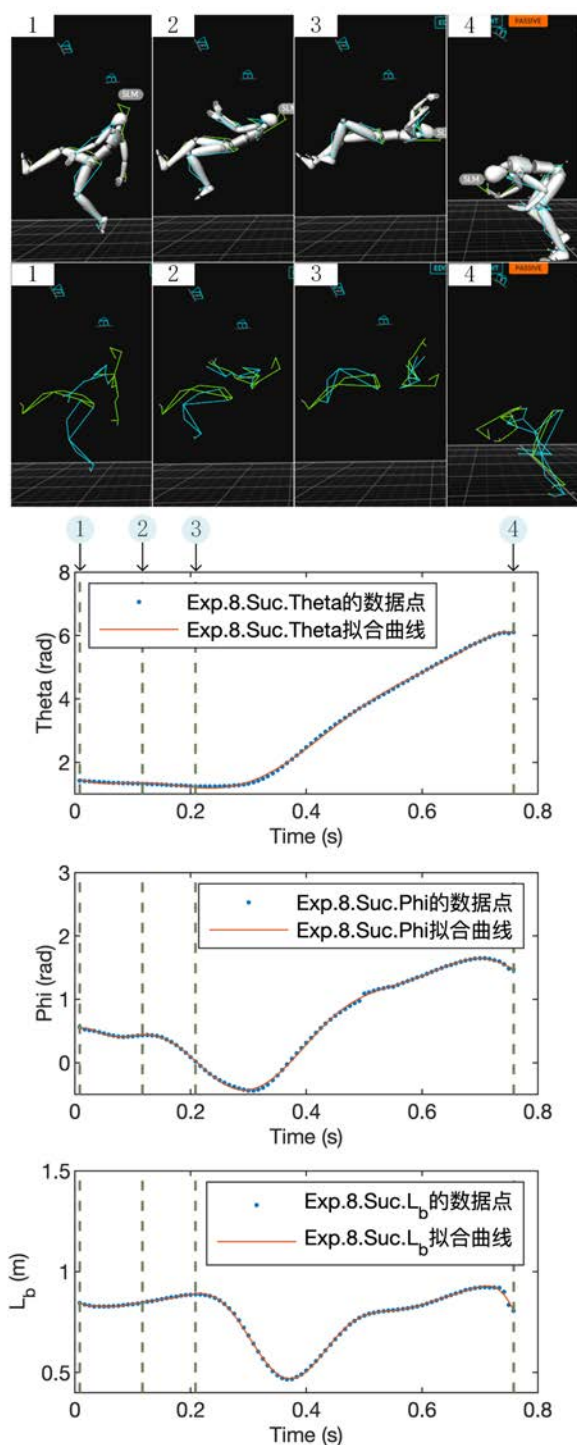 1 2 3 4
PASSIVE
SLM
SLM
SLM
1 2 3 4
PASSIVE
1 2 3 4
8
Exp.8.Suc.Theta的数据点
Exp.8.Suc.Theta拟合曲线
6
Theta (rad)
4
2
0 0.2 0.4 0.6 0.8
Time (s)
3
Exp.8.Suc.Phi的数据点
Exp.8.Suc.Phi拟合曲线
2
Phi (rad)
1
0
0 0.2 0.4 0.6 0.8
Time (s)
1.5
Exp.8.Suc.L_b的数据点
Exp.8.Suc.L_b拟合曲线
L_b (m)
1
0.5
0 0.2 0.4 0.6 0.8
Time (s)